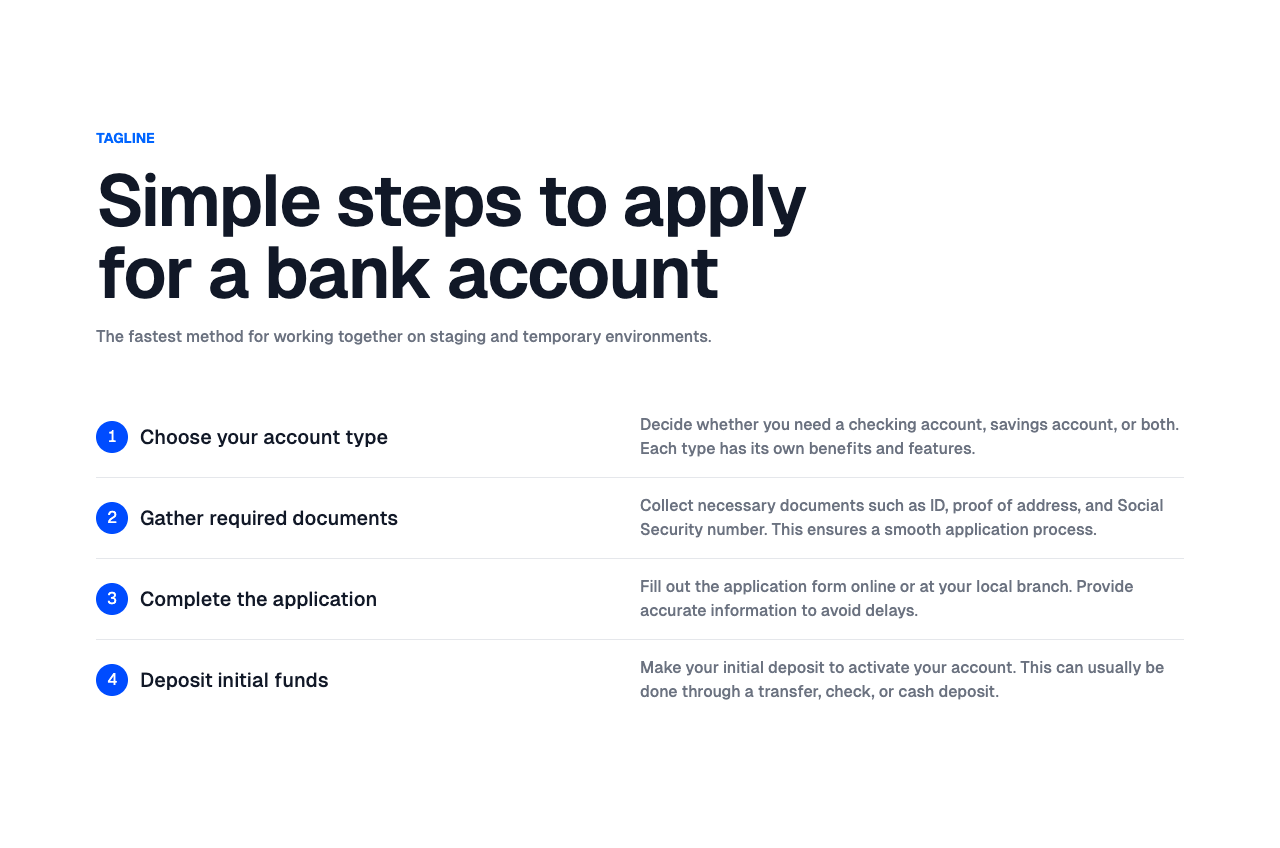 TAGLINE
Simple steps to apply
for a bank account
The fastest method for working together on staging and temporary environments.
1 Choose your account type
Decide whether you need a checking account, savings account, or both.
Each type has its own benefits and features.
2 Gather required documents
Collect necessary documents such as ID, proof of address, and Social
Security number. This ensures a smooth application process.
3 Complete the application
Fill out the application form online or at your local branch. Provide
accurate information to avoid delays.
4 Deposit initial funds
Make your initial deposit to activate your account. This can usually be
done through a transfer, check, or cash deposit.